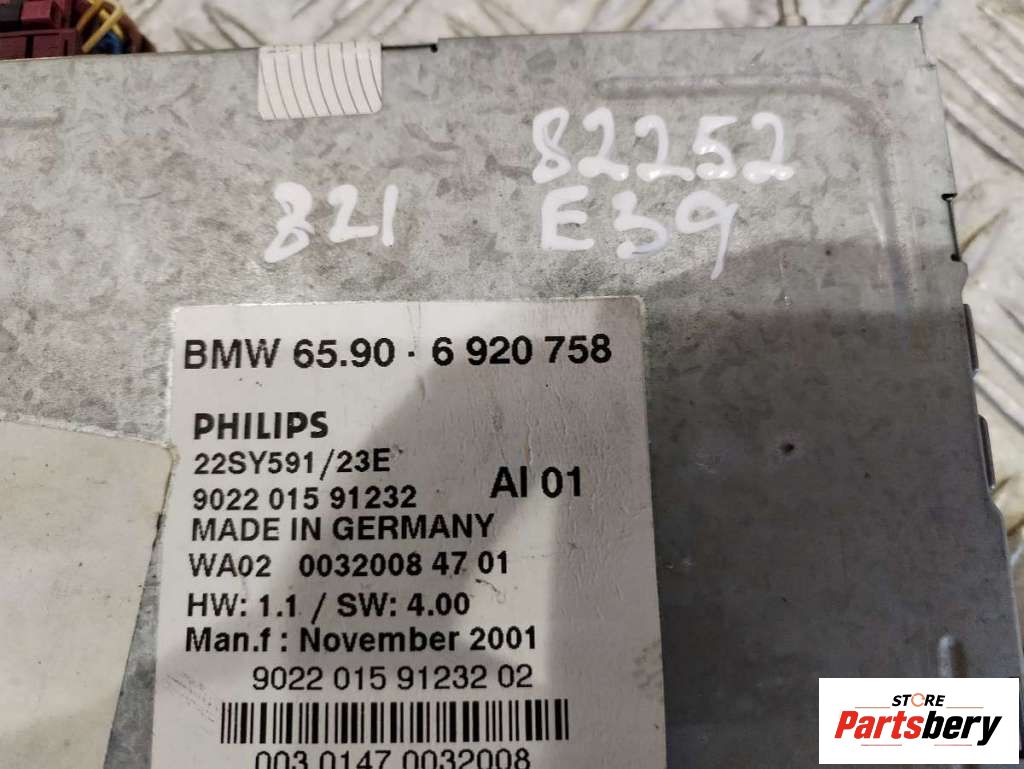 82252
821 E39
BMW 65.90 · 6 920 758
PHILIPS
22SY591/23E
AI 01
9022 015 91232
MADE IN GERMANY
WA02 0032008 47 01
HW: 1.1 / SW: 4.00
Man.f : November 2001
9022 015 91232 02
003 0147 0032008
STORE
Partsbery